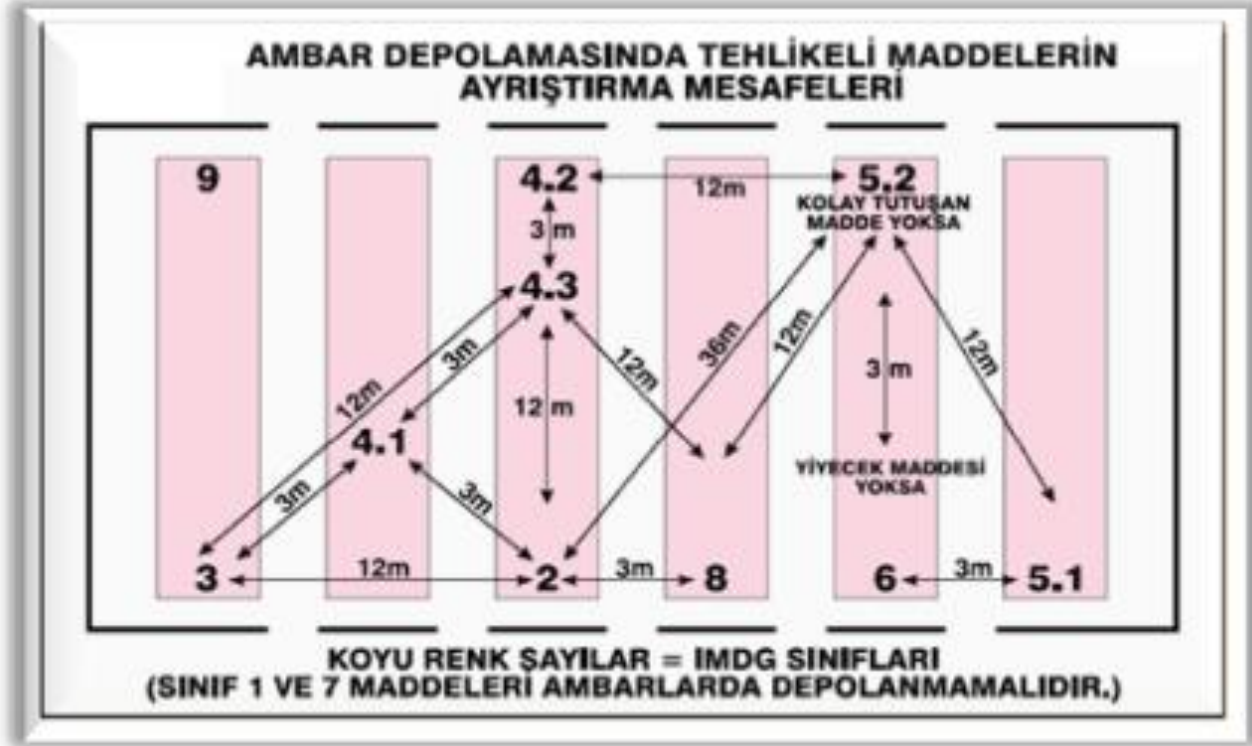 AMBAR DEPOLAMASINDA TEHLİKELİ MADDELERİN
AYRIŞTIRMA MESAFELERİ
9
4.2
12m
5.2
KOLAY TUTUŞAN
MADDE YOKSA
3 m
4.3
12m
3m
12 m
12m
36m
12m
3 m
12m
4.1
3m
3m
YİYECEK MADDESİ
YOKSA
3
12m
2
3m
8
6
3m
5.1
KOYU RENK SAYILAR = IMDG SINIFLARI
(SINIF 1 VE 7 MADDELERİ AMBARLARDA DEPOLANMAMALIDIR.)